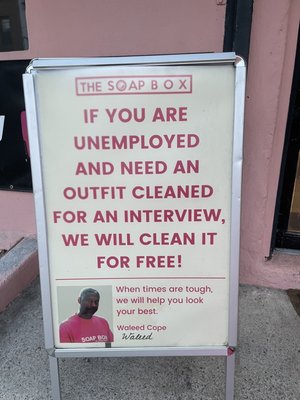 THE SOAP BOX
IF YOU ARE
UNEMPLOYED
AND NEED AN
OUTFIT CLEANED
FOR AN INTERVIEW,
WE WILL CLEAN IT
FOR FREE!
When times are tough,
we will help you look
your best.
Waleed Cope
Waleed
SOAP BOX